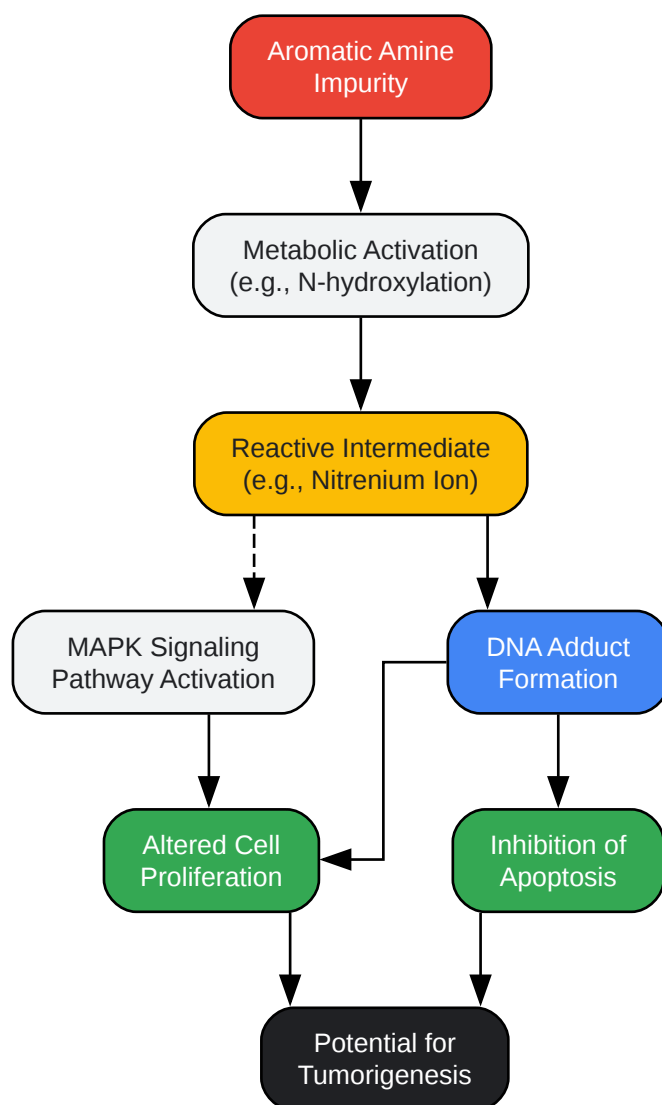 Aromatic Amine
Impurity
Metabolic Activation
(e.g., N-hydroxylation)
Reactive Intermediate
(e.g., Nitrenium Ion)
MAPK Signaling
Pathway Activation
DNA Adduct
Formation
Altered Cell
Proliferation
Inhibition of
Apoptosis
Potential for
Tumorigenesis